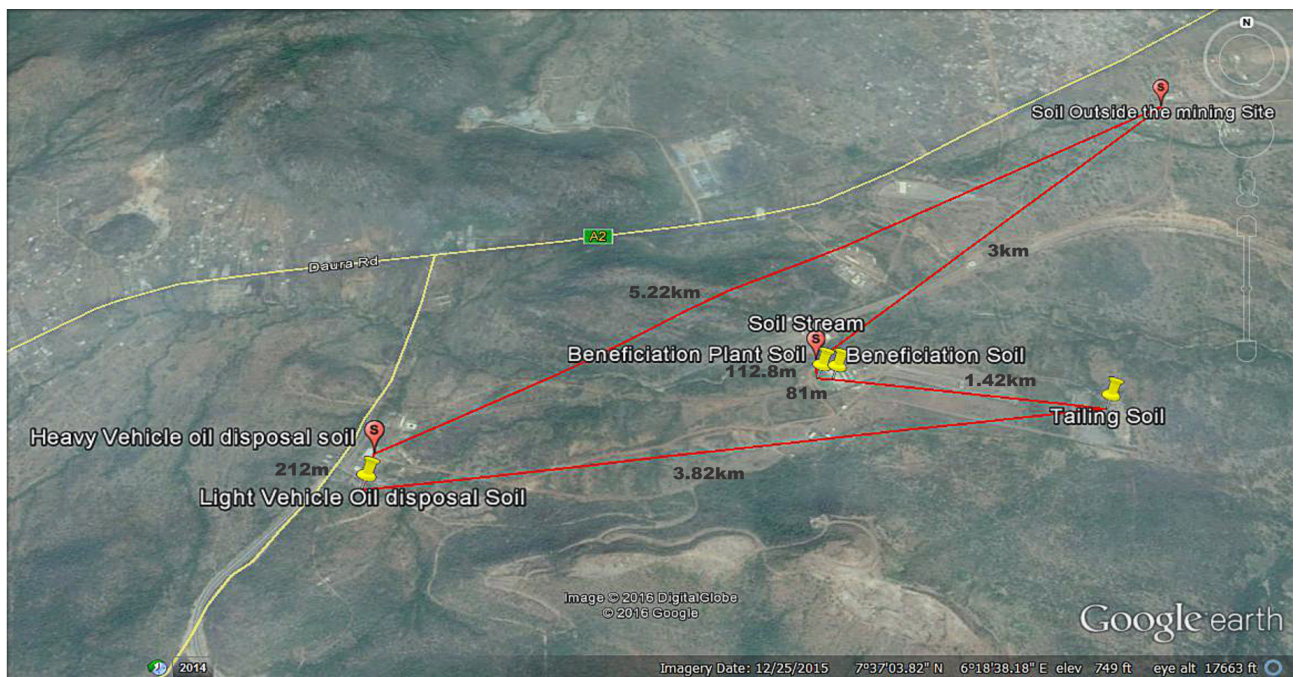 N
S
Soil Outside the mining Site
A2
Daura Rd
3km
5.22km
Soil Stream
S
Beneficiation Plant Soil
Beneficiation Soil
112.8m
1.42km
81m
Tailing Soil
S
Heavy Vehicle oil disposal soil
212m
3.82km
Light Vehicle Oil disposal Soil
Image © 2016 DigitalGlobe
© 2016 Google
Google earth
2014
Imagery Date: 12/25/2015 7°37'03.82" N 6°18'38.18" E elev 749 ft eye alt 17663 ft